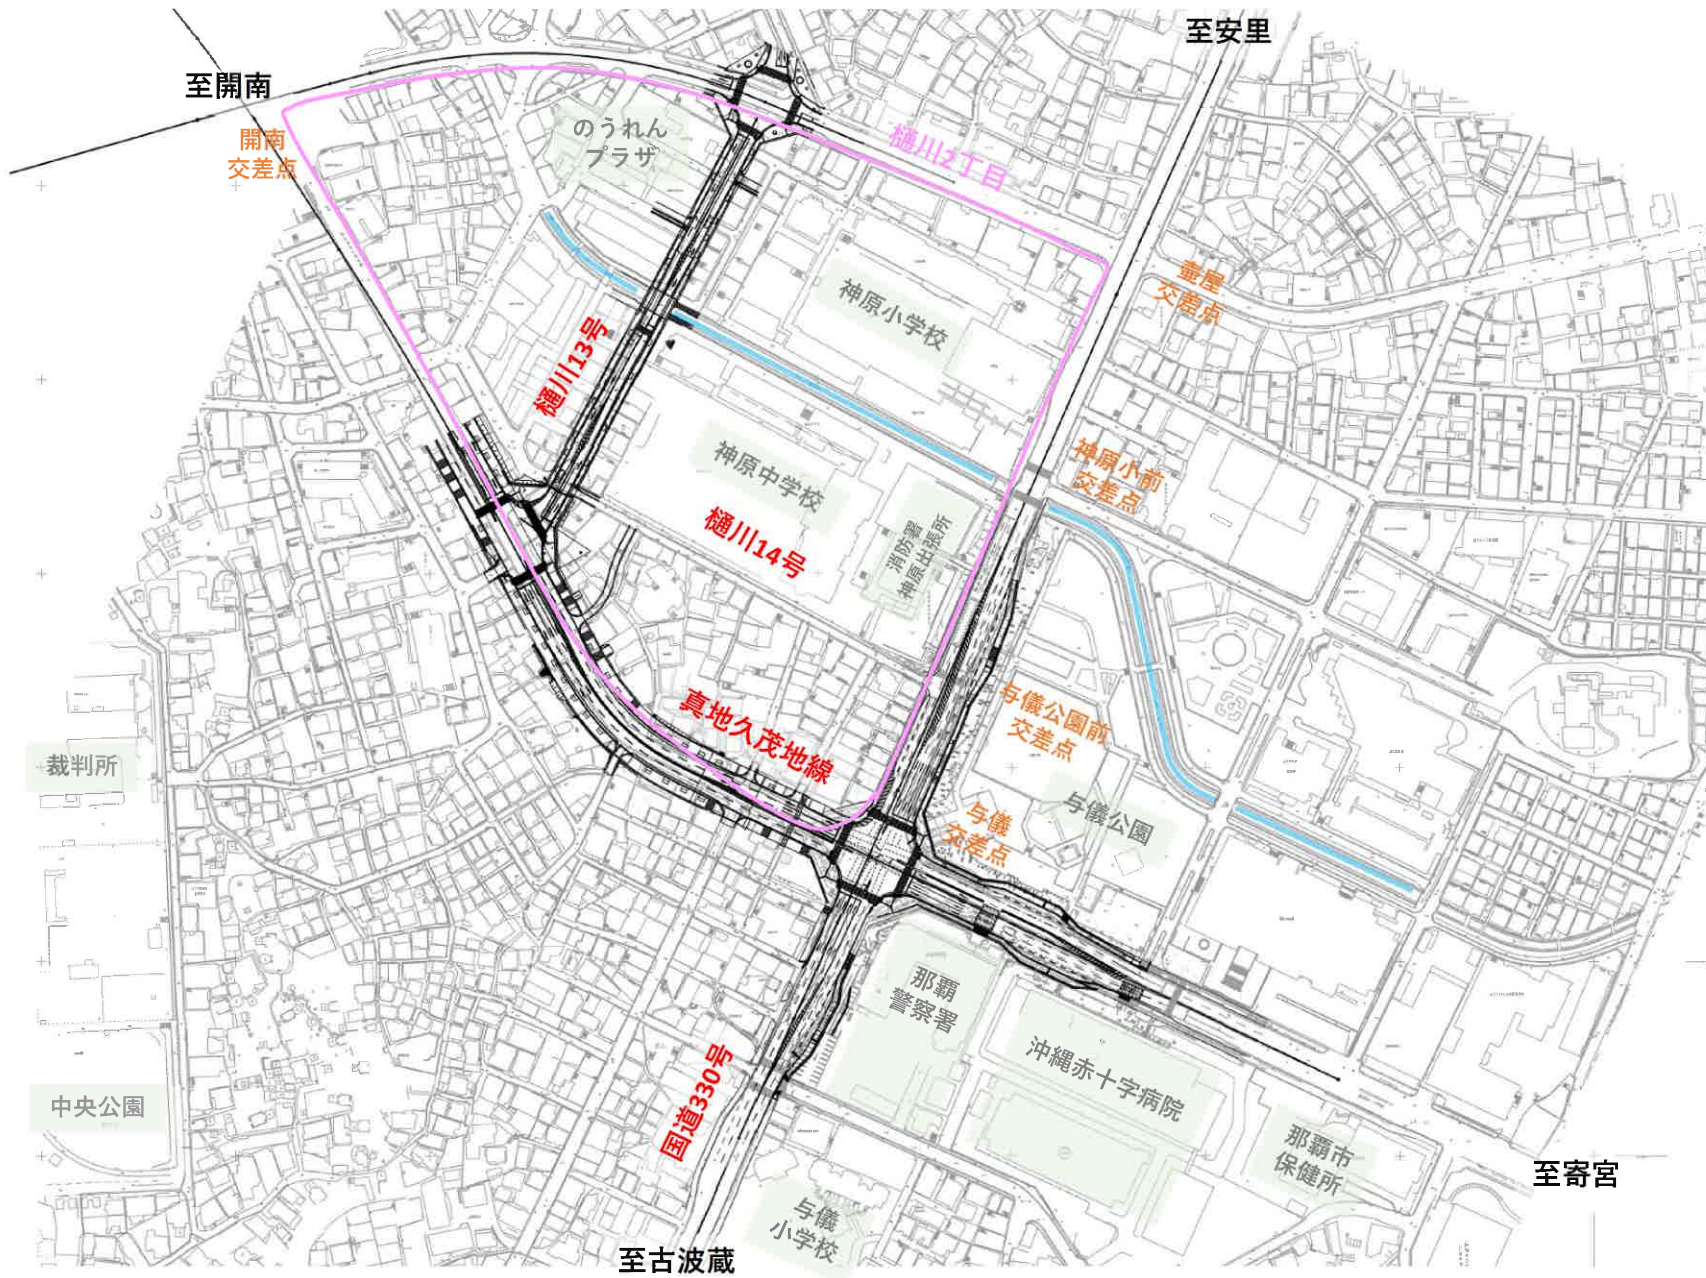 至安里
至開南
開南
交差点
のうれん
プラザ
樋川2丁目
壺屋
交差点
神原小学校
樋川13号
神原小前
交差点
神原中学校
樋川14号
消防署
神原出張所
与儀公園前
交差点
真地久茂地線
裁判所
与儀公園
与儀
交差点
那覇
警察署
沖縄赤十字病院
国道330号
中央公園
那覇市
保健所
至寄宮
与儀
小学校
至古波蔵